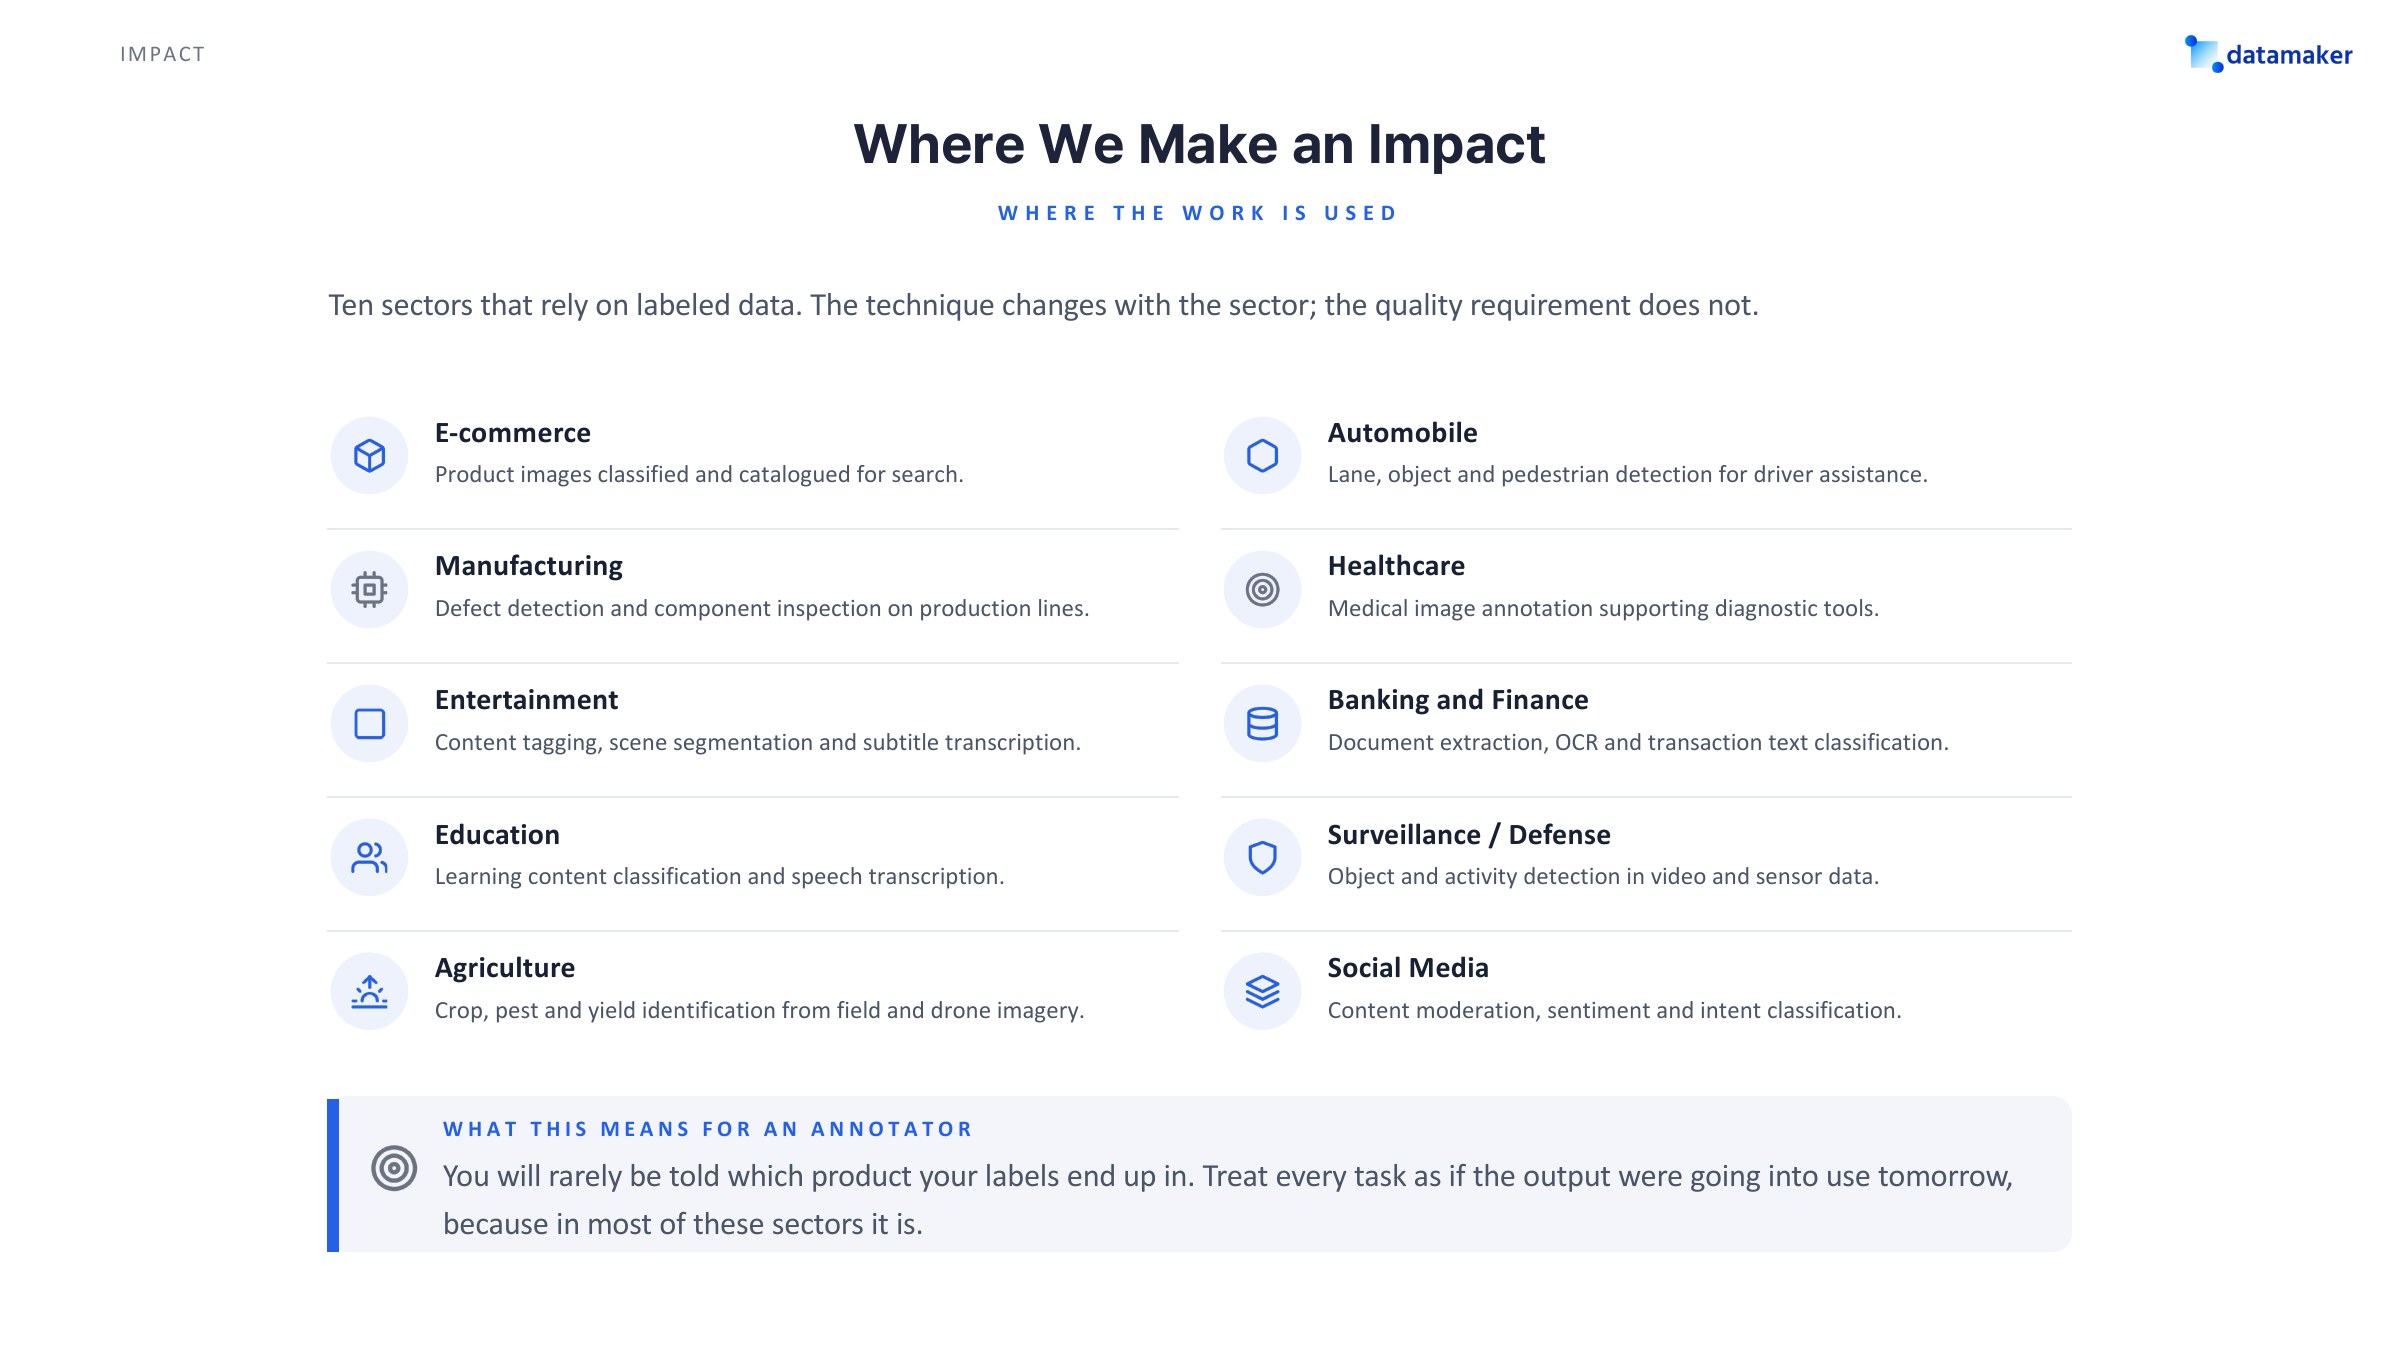 IMPACT
datamaker
Where We Make an Impact
WHERE THE WORK IS USED
Ten sectors that rely on labeled data. The technique changes with the sector; the quality requirement does not.
E-commerce
Product images classified and catalogued for search.
Automobile
Lane, object and pedestrian detection for driver assistance.
Manufacturing
Defect detection and component inspection on production lines.
Healthcare
Medical image annotation supporting diagnostic tools.
Entertainment
Content tagging, scene segmentation and subtitle transcription.
Banking and Finance
Document extraction, OCR and transaction text classification.
Education
Learning content classification and speech transcription.
Surveillance / Defense
Object and activity detection in video and sensor data.
Agriculture
Crop, pest and yield identification from field and drone imagery.
Social Media
Content moderation, sentiment and intent classification.
WHAT THIS MEANS FOR AN ANNOTATOR
You will rarely be told which product your labels end up in. Treat every task as if the output were going into use tomorrow,
because in most of these sectors it is.